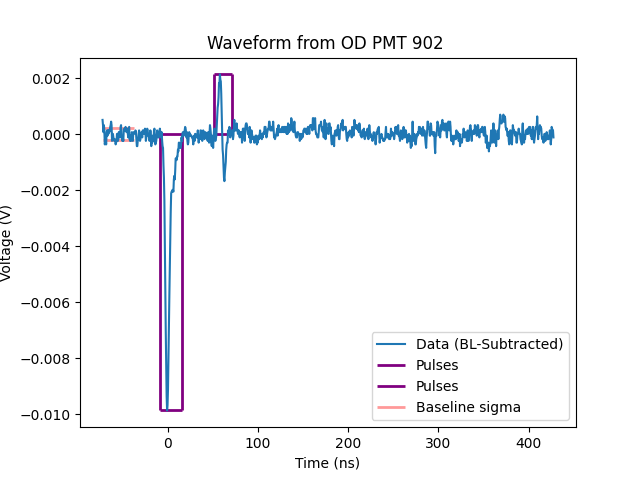 Waveform from OD PMT 902
Voltage (V)
0.002
0.000
−0.002
−0.004
−0.006
−0.008
−0.010
0
100
200
300
400
Time (ns)
Data (BL-Subtracted)
Pulses
Pulses
Baseline sigma